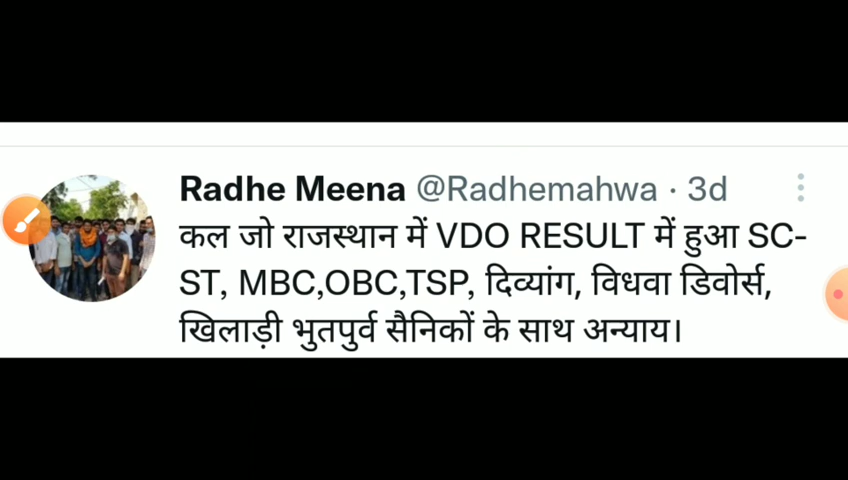 Radhe Meena @Radhemahwa · 3d
कल जो राजस्थान में VDO RESULT में हुआ SC-
ST, MBC,OBC,TSP, दिव्यांग, विधवा डिवोर्स,
खिलाड़ी भुतपुर्व सैनिकों के साथ अन्याय।